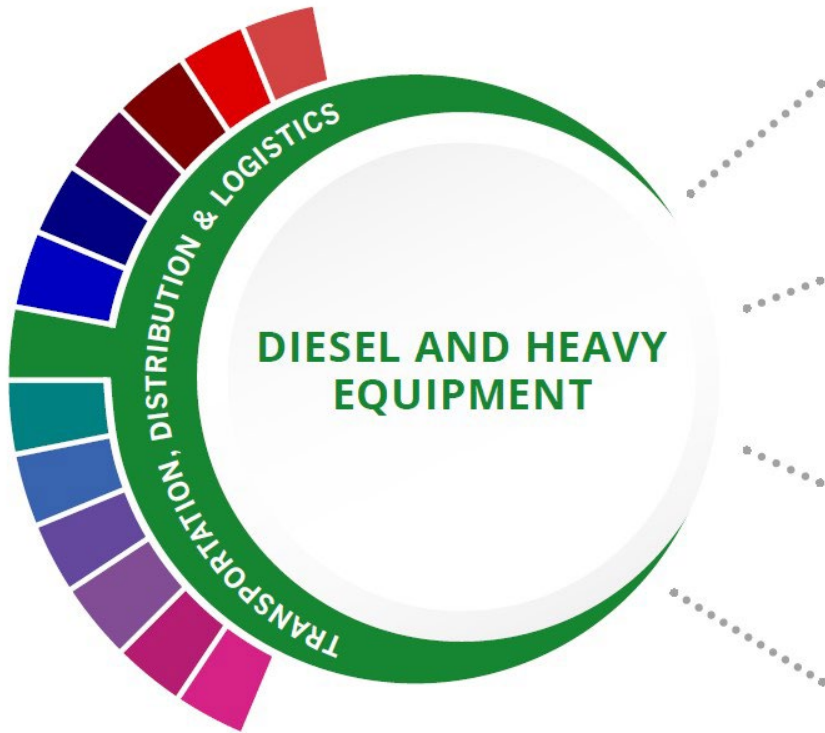 TRANSPORTATION, DISTRIBUTION & LOGISTICS
DIESEL AND HEAVY
EQUIPMENT